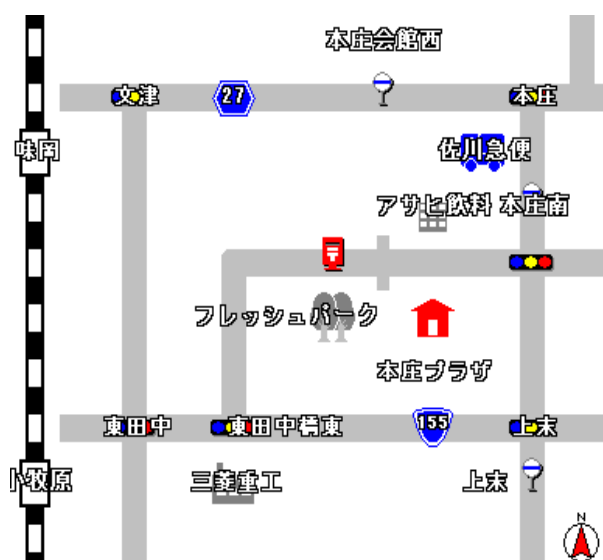 本庄会館西
文津
27
本庄
味岡
佐川急便
アサヒ飲料
本庄南
〒
フレッシュパーク
本庄プラザ
155
東田中
東田中橋東
上末
小牧原
三菱重工
上末
N